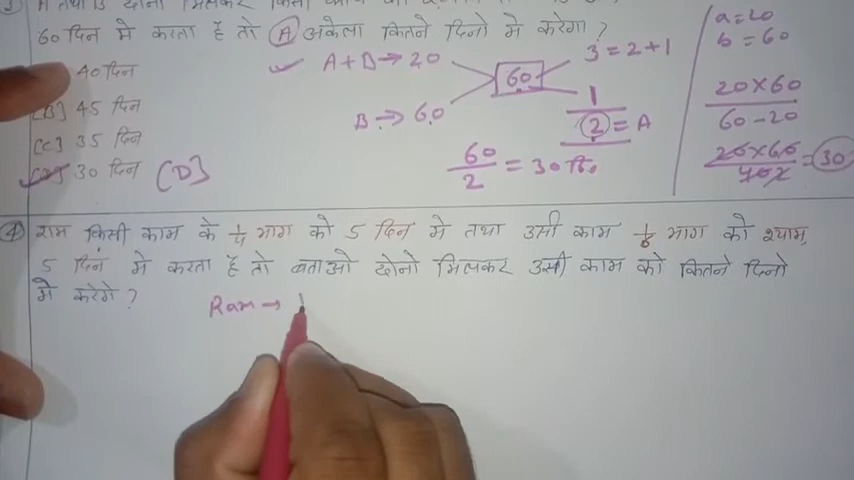 60 दिन मे करता है तो (A) अकेला कितने दिनो मे करेगा ?
40 दिन
[B] 45 दिन
[C] 35 दिन
30 दिन [D]
A+B → 20
B → 60
60
3 = 2+1
1
2 = A
60/2 = 30 दि०
a = 20
b = 60
20×60
60-20
20×60
40
30
④ राम किसी काम के 1/4 भाग को 5 दिन मे तथा उसी काम 1/6 भाग को श्याम
5 दिन मे करता है तो बताओ दोनो मिलकर उसी काम को कितने दिनो
मे करेगे ?
Ram → 1